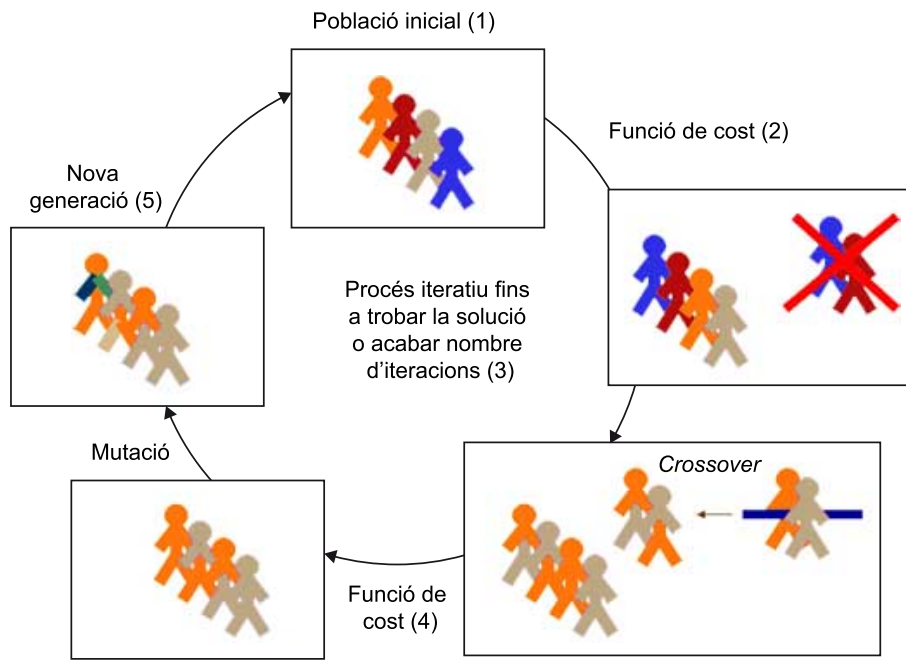 Població inicial (1)
Funció de cost (2)
Nova
generació (5)
Procés iteratiu fins
a trobar la solució
o acabar nombre
d’iteracions (3)
Mutació
Crossover
Funció de
cost (4)